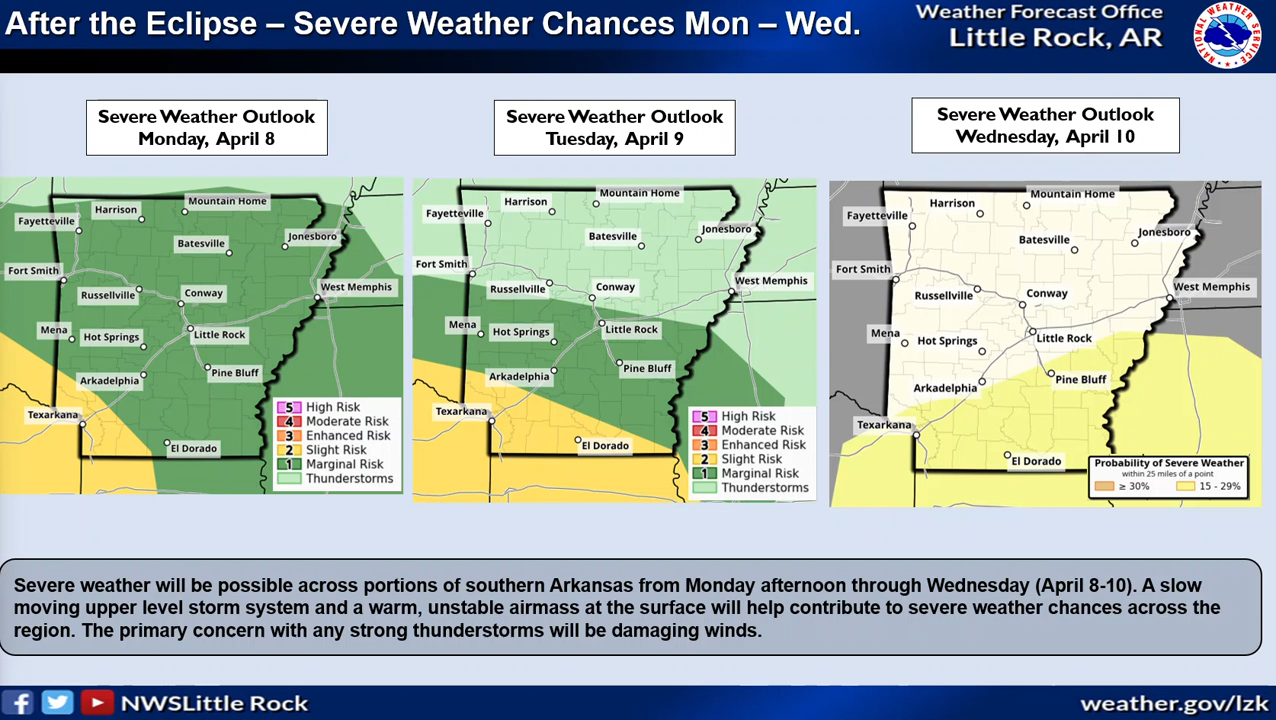 After the Eclipse – Severe Weather Chances Mon – Wed.
Weather Forecast Office
Little Rock, AR
NATIONAL WEATHER SERVICE
Severe Weather Outlook
Monday, April 8
Severe Weather Outlook
Tuesday, April 9
Severe Weather Outlook
Wednesday, April 10
Harrison
Mountain Home
Fayetteville
Batesville
Jonesboro
Fort Smith
Russellville
Conway
West Memphis
Mena
Hot Springs
Little Rock
Arkadelphia
Pine Bluff
Texarkana
El Dorado
5 High Risk
4 Moderate Risk
3 Enhanced Risk
2 Slight Risk
1 Marginal Risk
Thunderstorms
Harrison
Mountain Home
Fayetteville
Batesville
Jonesboro
Fort Smith
Russellville
Conway
West Memphis
Mena
Hot Springs
Little Rock
Arkadelphia
Pine Bluff
Texarkana
El Dorado
5 High Risk
4 Moderate Risk
3 Enhanced Risk
2 Slight Risk
1 Marginal Risk
Thunderstorms
Harrison
Mountain Home
Fayetteville
Batesville
Jonesboro
Fort Smith
Russellville
Conway
West Memphis
Mena
Hot Springs
Little Rock
Arkadelphia
Pine Bluff
Texarkana
El Dorado
Probability of Severe Weather
within 25 miles of a point
≥ 30% 15 - 29%
Severe weather will be possible across portions of southern Arkansas from Monday afternoon through Wednesday (April 8-10). A slow
moving upper level storm system and a warm, unstable airmass at the surface will help contribute to severe weather chances across the
region. The primary concern with any strong thunderstorms will be damaging winds.
NWSLittle Rock
weather.gov/lzk